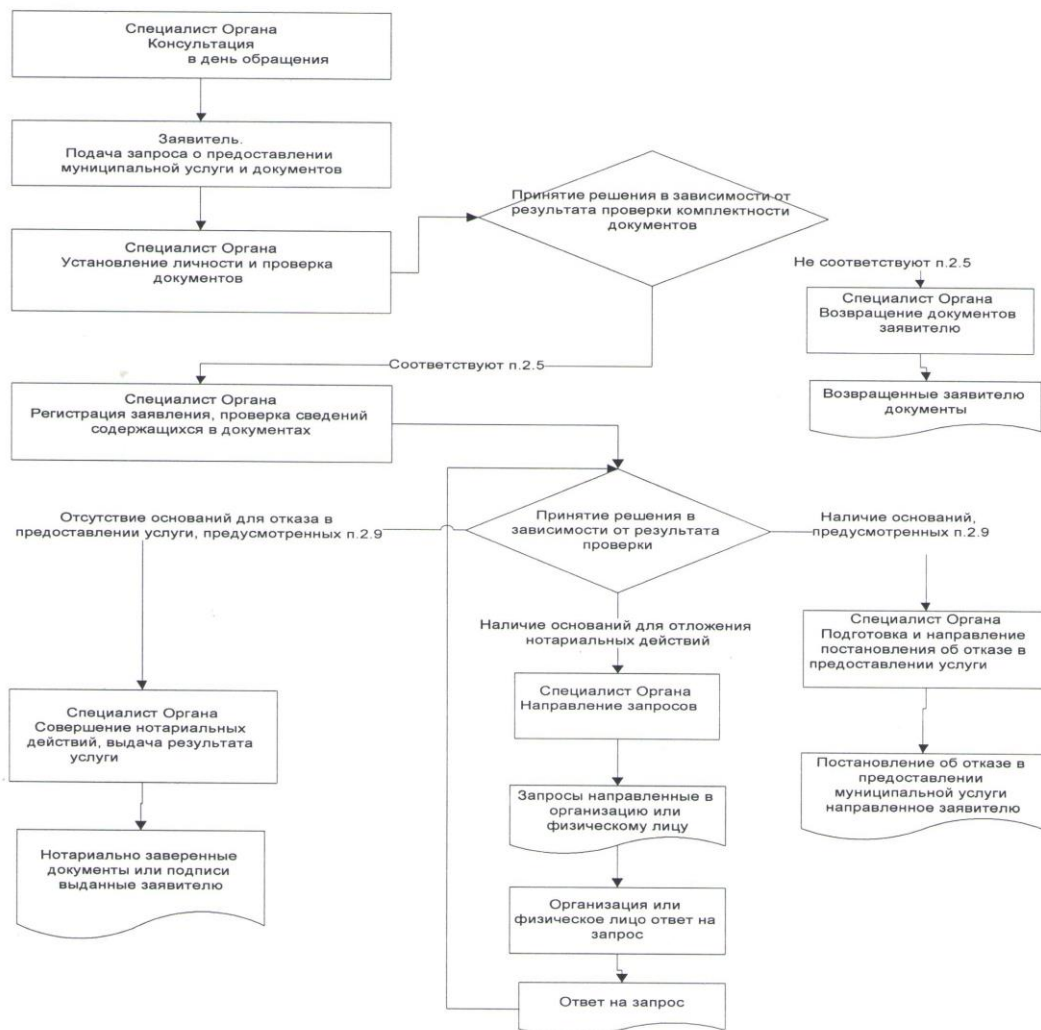 Специалист Органа
Консультация
в день обращения
Заявитель.
Подача запроса о предоставлении
муниципальной услуги и документов
Специалист Органа
Установление личности и проверка
документов
Принятие решения в зависимости от
результата проверки комплектности
документов
Не соответствуют п.2.5
Специалист Органа
Возвращение документов
заявителю
Возвращенные заявителю
документы
Соответствуют п.2.5
Специалист Органа
Регистрация заявления, проверка сведений
содержащихся в документах
Принятие решения в
зависимости от результата
проверки
Отсутствие оснований для отказа в
предоставлении услуги, предусмотренных п.2.9
Наличие оснований,
предусмотренных п.2.9
Наличие оснований для отложения
нотариальных действий
Специалист Органа
Совершение нотариальных
действий, выдача результата
услуги
Нотариально заверенные
документы или подписи
выданные заявителю
Специалист Органа
Направление запросов
Запросы направленные в
организацию или
физическому лицу
Организация или
физическое лицо ответ на
запрос
Ответ на запрос
Специалист Органа
Подготовка и направление
постановления об отказе в
предоставлении услуги
Постановление об отказе в
предоставлении
муниципальной услуги
направленное заявителю